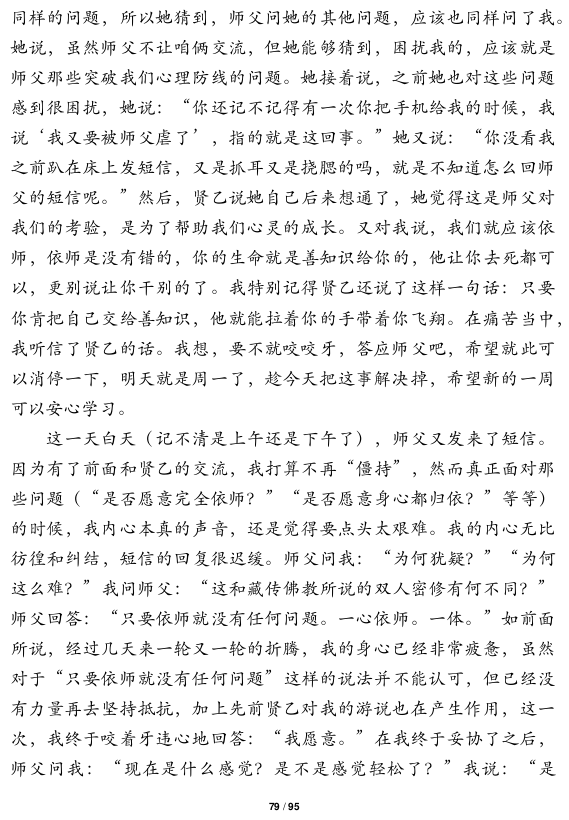 同样的问题，所以她猜到，师父问她的其他问题，应该也同样问了我。
她说，虽然师父不让咱俩交流，但她能够猜到，困扰我的，应该就是
师父那些突破我们心理防线的问题。她接着说，之前她也对这些问题
感到很困扰，她说：“你还记不记得有一次你把手机给我的时候，我
说‘我又要被师父虐了’，指的就是这回事。”她又说：“你没看我
之前趴在床上发短信，又是抓耳又是挠腮的吗，就是不知道怎么回师
父的短信呢。”然后，贤乙说她自己后来想通了，她觉得这是师父对
我们的考验，是为了帮助我们心灵的成长。又对我说，我们就应该依
师，依师是没有错的，你的生命就是善知识给你的，他让你去死都可
以，更别说让你干别的了。我特别记得贤乙还说了这样一句话：只要
你肯把自己交给善知识，他就能拉着你的手带着你飞翔。在痛苦当中，
我听信了贤乙的话。我想，要不就咬咬牙，答应师父吧，希望就此可
以消停一下，明天就是周一了，趁今天把这事解决掉，希望新的一周
可以安心学习。
这一天白天（记不清是上午还是下午了），师父又发来了短信。
因为有了前面和贤乙的交流，我打算不再“僵持”，然而真正面对那
些问题（“是否愿意完全依师？”“是否愿意身心都归依？”等等）
的时候，我内心本真的声音，还是觉得要点头太艰难。我的内心无比
彷徨和纠结，短信的回复很迟缓。师父问我：“为何犹疑？”“为何
这么难？”我问师父：“这和藏传佛教所说的双人密修有何不同？”
师父回答：“只要依师就没有任何问题。一心依师。一体。”如前面
所说，经过几天来一轮又一轮的折腾，我的身心已经非常疲惫，虽然
对于“只要依师就没有任何问题”这样的说法并不能认可，但已经没
有力量再去坚持抵抗，加上先前贤乙对我的游说也在产生作用，这一
次，我终于咬着牙违心地回答：“我愿意。”在我终于妥协了之后，
师父问我：“现在是什么感觉？是不是感觉轻松了？”我说：“是
79 / 95